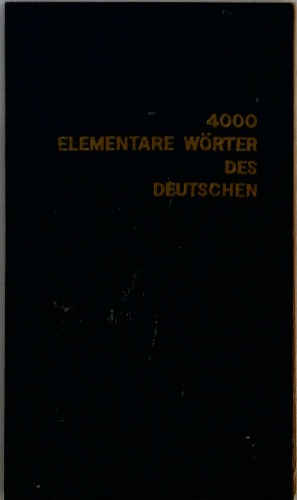 4000
ELEMENTARE WÖRTER
DES
DEUTSCHEN